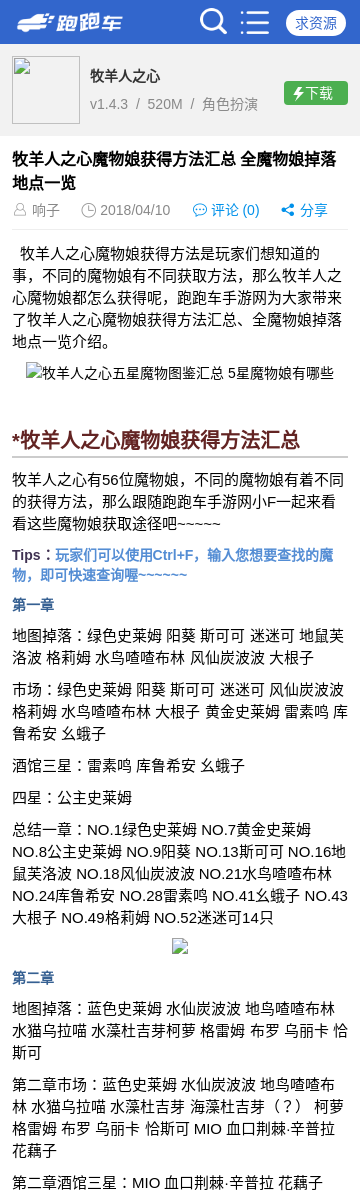 跑跑车
求资源
牧羊人之心
v1.4.3 / 520M / 角色扮演
下载
牧羊人之心魔物娘获得方法汇总 全魔物娘掉落
地点一览
响子 2018/04/10 评论 (0) 分享
牧羊人之心魔物娘获得方法是玩家们想知道的
事，不同的魔物娘有不同获取方法，那么牧羊人之
心魔物娘都怎么获得呢，跑跑车手游网为大家带来
了牧羊人之心魔物娘获得方法汇总、全魔物娘掉落
地点一览介绍。
牧羊人之心五星魔物图鉴汇总 5星魔物娘有哪些
*牧羊人之心魔物娘获得方法汇总
牧羊人之心有56位魔物娘，不同的魔物娘有着不同
的获得方法，那么跟随跑跑车手游网小F一起来看
看这些魔物娘获取途径吧~~~~~
Tips：玩家们可以使用Ctrl+F，输入您想要查找的魔
物，即可快速查询喔~~~~~~
第一章
地图掉落：绿色史莱姆 阳葵 斯可可 迷迷可 地鼠芙
洛波 格莉姆 水鸟喳喳布林 风仙炭波波 大根子
市场：绿色史莱姆 阳葵 斯可可 迷迷可 风仙炭波波
格莉姆 水鸟喳喳布林 大根子 黄金史莱姆 雷素鸣 库
鲁希安 幺蛾子
酒馆三星：雷素鸣 库鲁希安 幺蛾子
四星：公主史莱姆
总结一章：NO.1绿色史莱姆 NO.7黄金史莱姆
NO.8公主史莱姆 NO.9阳葵 NO.13斯可可 NO.16地
鼠芙洛波 NO.18风仙炭波波 NO.21水鸟喳喳布林
NO.24库鲁希安 NO.28雷素鸣 NO.41幺蛾子 NO.43
大根子 NO.49格莉姆 NO.52迷迷可14只
第二章
地图掉落：蓝色史莱姆 水仙炭波波 地鸟喳喳布林
水猫乌拉喵 水藻杜吉芽柯萝 格雷姆 布罗 乌丽卡 恰
斯可
第二章市场：蓝色史莱姆 水仙炭波波 地鸟喳喳布
林 水猫乌拉喵 水藻杜吉芽 海藻杜吉芽（？） 柯萝
格雷姆 布罗 乌丽卡 恰斯可 MIO 血口荆棘·辛普拉
花藕子
第二章酒馆三星：MIO 血口荆棘·辛普拉 花藕子